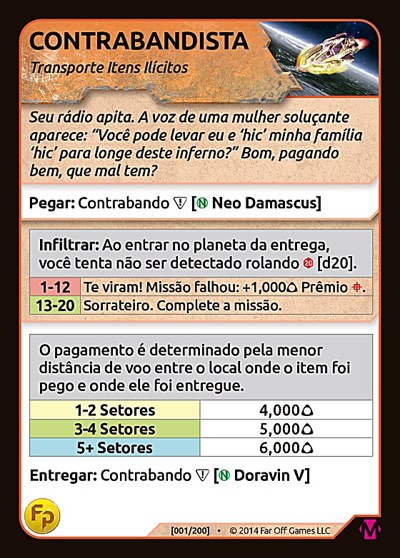 CONTRABANDISTA
Transporte Itens Ilícitos
Seu rádio apita. A voz de uma mulher soluçante
aparece: “Você pode levar eu e ‘hic’ minha família
‘hic’ para longe deste inferno?” Bom, pagando
bem, que mal tem?
Pegar: Contrabando [N Neo Damascus]
Infiltrar: Ao entrar no planeta da entrega,
você tenta não ser detectado rolando [d20].
1-12 Te viram! Missão falhou: +1,000 Prêmio.
13-20 Sorrateiro. Complete a missão.
O pagamento é determinado pela menor
distância de voo entre o local onde o item foi
pego e onde ele foi entregue.
1-2 Setores 4,000
3-4 Setores 5,000
5+ Setores 6,000
Entregar: Contrabando [N Doravin V]
FP
[001/200] • © 2014 Far Off Games LLC